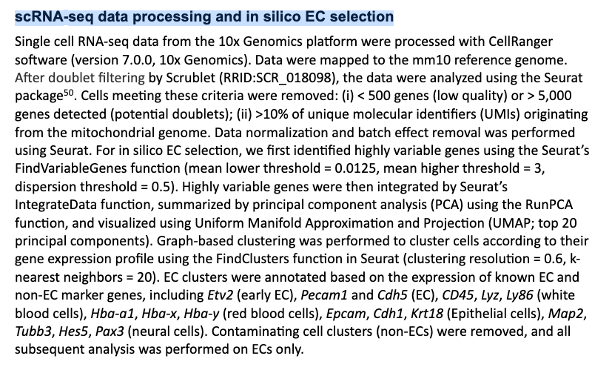 scRNA-seq data processing and in silico EC selection
Single cell RNA-seq data from the 10x Genomics platform were processed with CellRanger
software (version 7.0.0, 10x Genomics). Data were mapped to the mm10 reference genome.
After doublet filtering by Scrublet (RRID:SCR_018098), the data were analyzed using the Seurat
package50. Cells meeting these criteria were removed: (i) < 500 genes (low quality) or > 5,000
genes detected (potential doublets); (ii) >10% of unique molecular identifiers (UMIs) originating
from the mitochondrial genome. Data normalization and batch effect removal was performed
using Seurat. For in silico EC selection, we first identified highly variable genes using the Seurat’s
FindVariableGenes function (mean lower threshold = 0.0125, mean higher threshold = 3,
dispersion threshold = 0.5). Highly variable genes were then integrated by Seurat’s
IntegrateData function, summarized by principal component analysis (PCA) using the RunPCA
function, and visualized using Uniform Manifold Approximation and Projection (UMAP; top 20
principal components). Graph-based clustering was performed to cluster cells according to their
gene expression profile using the FindClusters function in Seurat (clustering resolution = 0.6, k-
nearest neighbors = 20). EC clusters were annotated based on the expression of known EC and
non-EC marker genes, including Etv2 (early EC), Pecam1 and Cdh5 (EC), CD45, Lyz, Ly86 (white
blood cells), Hba-a1, Hba-x, Hba-y (red blood cells), Epcam, Cdh1, Krt18 (Epithelial cells), Map2,
Tubb3, Hes5, Pax3 (neural cells). Contaminating cell clusters (non-ECs) were removed, and all
subsequent analysis was performed on ECs only.